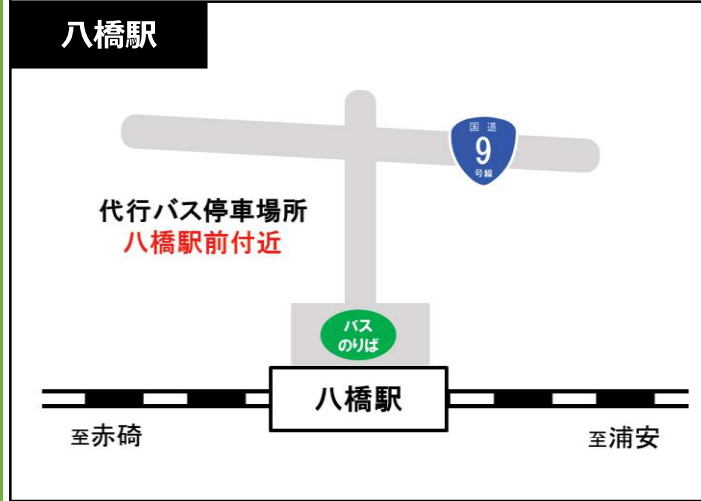 八橋駅
国道
9
号線
代行バス停車場所
八橋駅前付近
バス
のりば
八橋駅
至赤碕
至浦安